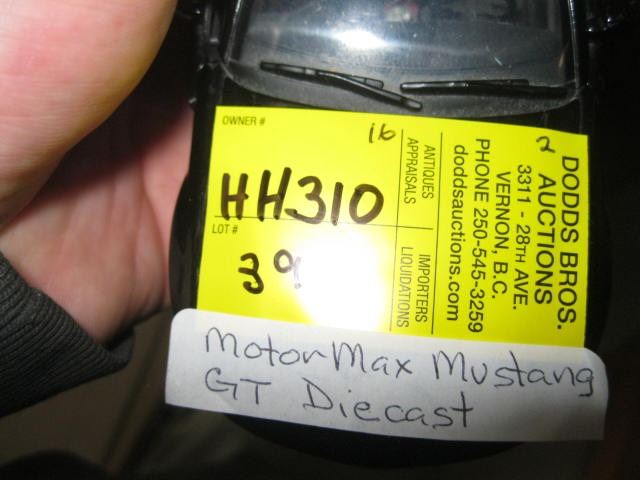 OWNER #
16
HH310
LOT #
39
ANTIQUES
APPRAISALS
IMPORTERS
LIQUIDATIONS
2
DODDS BROS.
AUCTIONS
3311 - 28TH AVE.
VERNON, B.C.
PHONE 250-545-3259
doddsauctions.com
MotorMax Mustang
GT Diecast